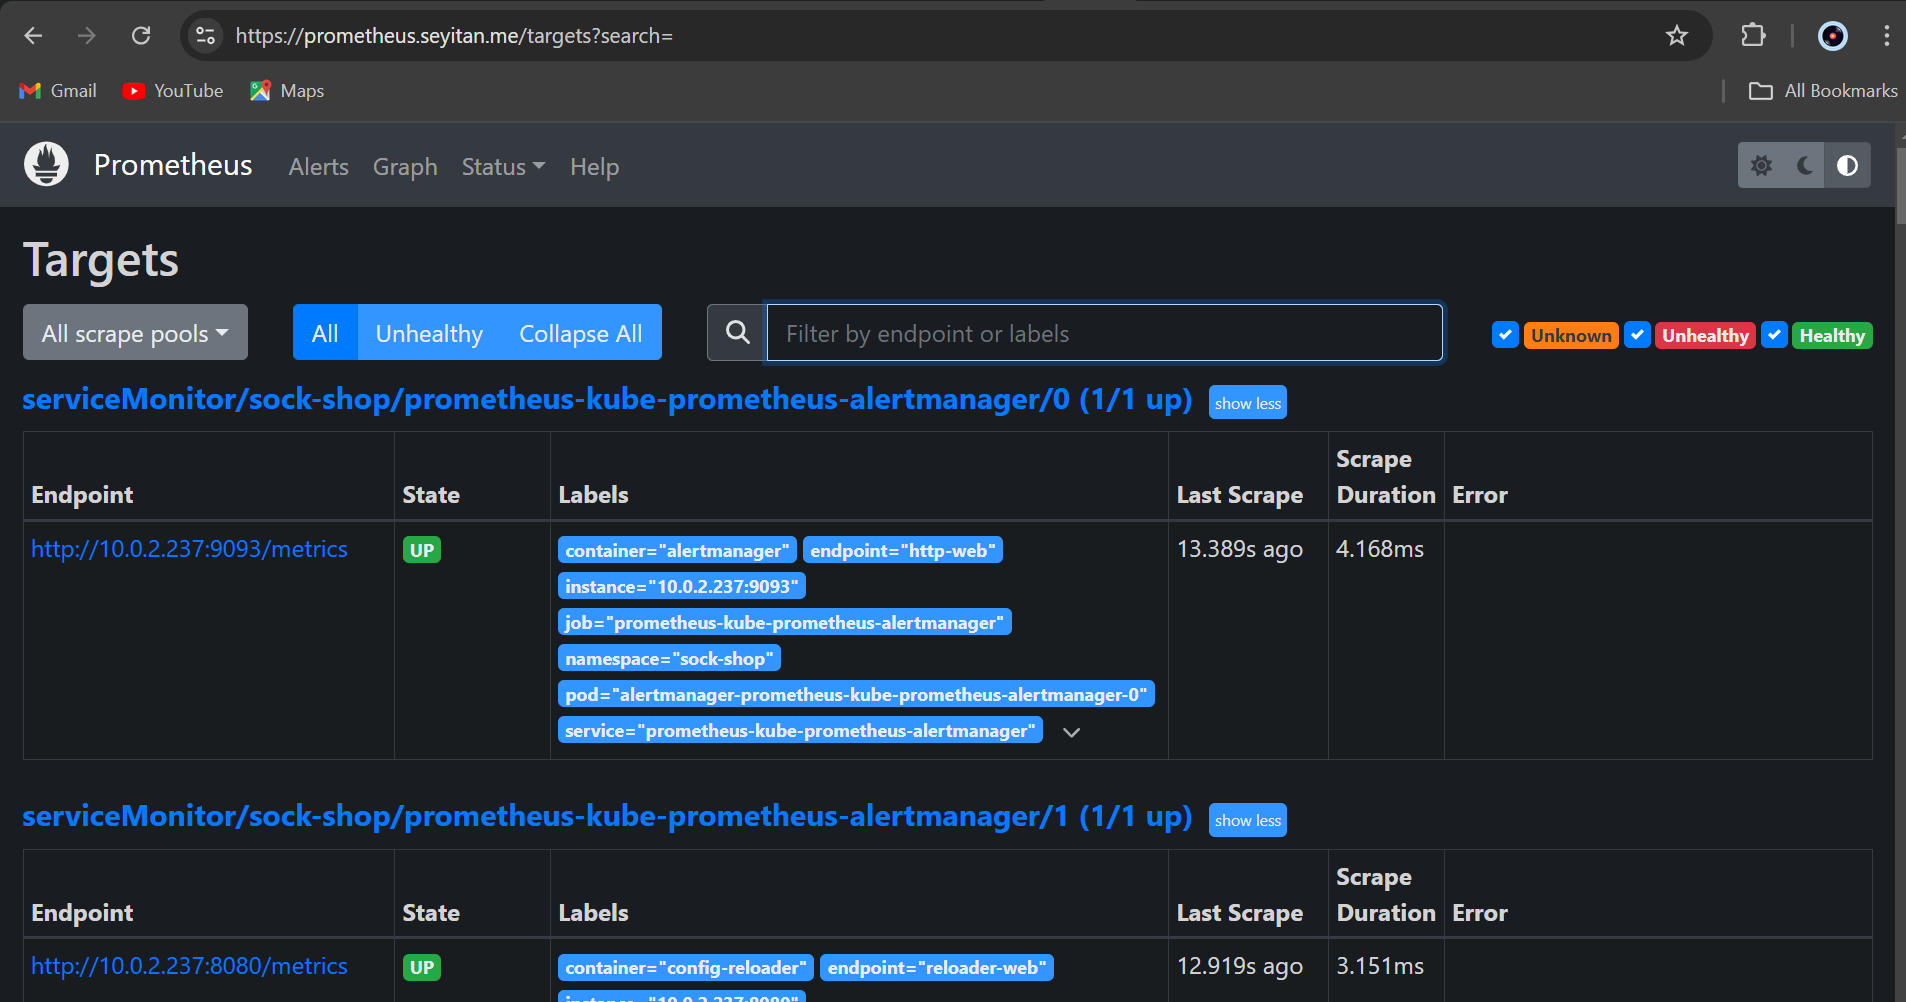 https://prometheus.seyitan.me/targets?search=
Gmail YouTube Maps All Bookmarks
Prometheus Alerts Graph Status Help
Targets
All scrape pools All Unhealthy Collapse All Filter by endpoint or labels Unknown Unhealthy Healthy
serviceMonitor/sock-shop/prometheus-kube-prometheus-alertmanager/0 (1/1 up) show less
Endpoint State Labels Last Scrape Scrape Duration Error
http://10.0.2.237:9093/metrics UP container="alertmanager" endpoint="http-web" 13.389s ago 4.168ms
instance="10.0.2.237:9093"
job="prometheus-kube-prometheus-alertmanager"
namespace="sock-shop"
pod="alertmanager-prometheus-kube-prometheus-alertmanager-0"
service="prometheus-kube-prometheus-alertmanager"
serviceMonitor/sock-shop/prometheus-kube-prometheus-alertmanager/1 (1/1 up) show less
Endpoint State Labels Last Scrape Scrape Duration Error
http://10.0.2.237:8080/metrics UP container="config-reloader" endpoint="reloader-web" 12.919s ago 3.151ms
instance="10.0.2.237:8080"